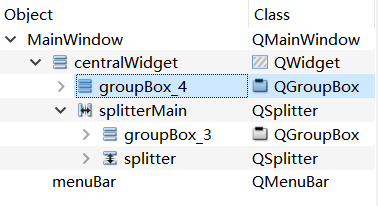 Object Class
MainWindow QMainWindow
centralWidget QWidget
groupBox_4 QGroupBox
splitterMain QSplitter
groupBox_3 QGroupBox
splitter QSplitter
menuBar QMenuBar